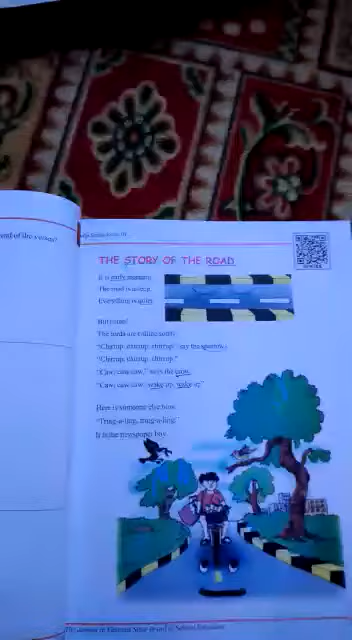 THE STORY OF THE ROAD
It is early morning.
The road is asleep.
Everything is quiet.
But listen!
The birds are talking softly.
"Chirrup, chirrup, chirrup," say the sparrows.
"Chirrup, chirrup, chirrup."
"Caw, caw, caw," says the crow.
"Caw, caw, caw, wake up, wake up."
Here is someone else now.
"Tring-a-ling, tring-a-ling."
It is the newspaper boy.